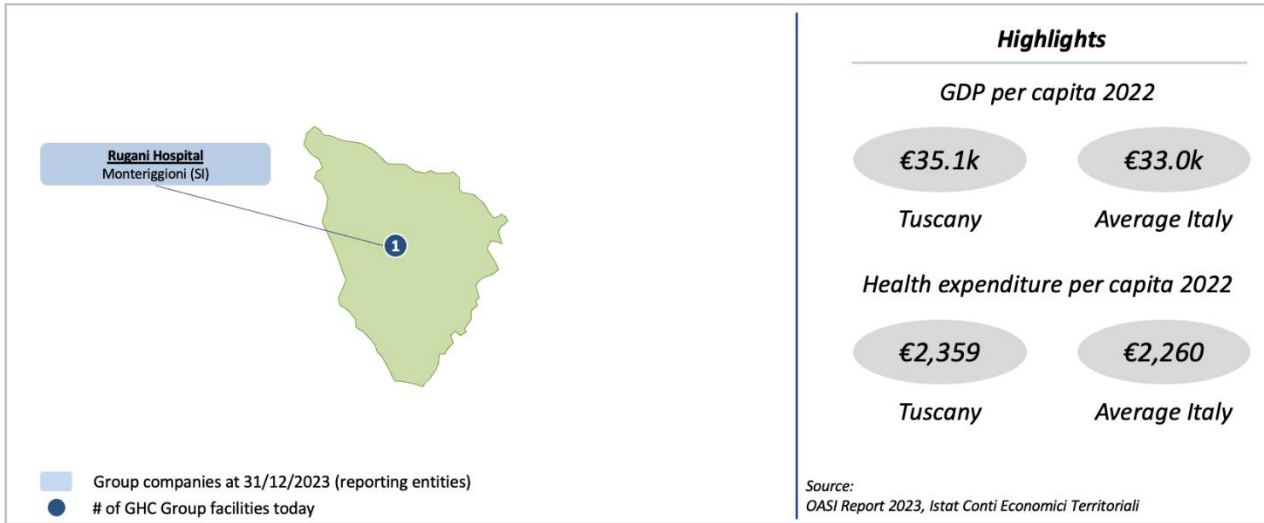 Rugani Hospital
Monteriggioni (SI)
1
Group companies at 31/12/2023 (reporting entities)
# of GHC Group facilities today
Highlights
GDP per capita 2022
€35.1k
€33.0k
Tuscany
Average Italy
Health expenditure per capita 2022
€2,359
€2,260
Tuscany
Average Italy
Source:
OASI Report 2023, Istat Conti Economici Territoriali